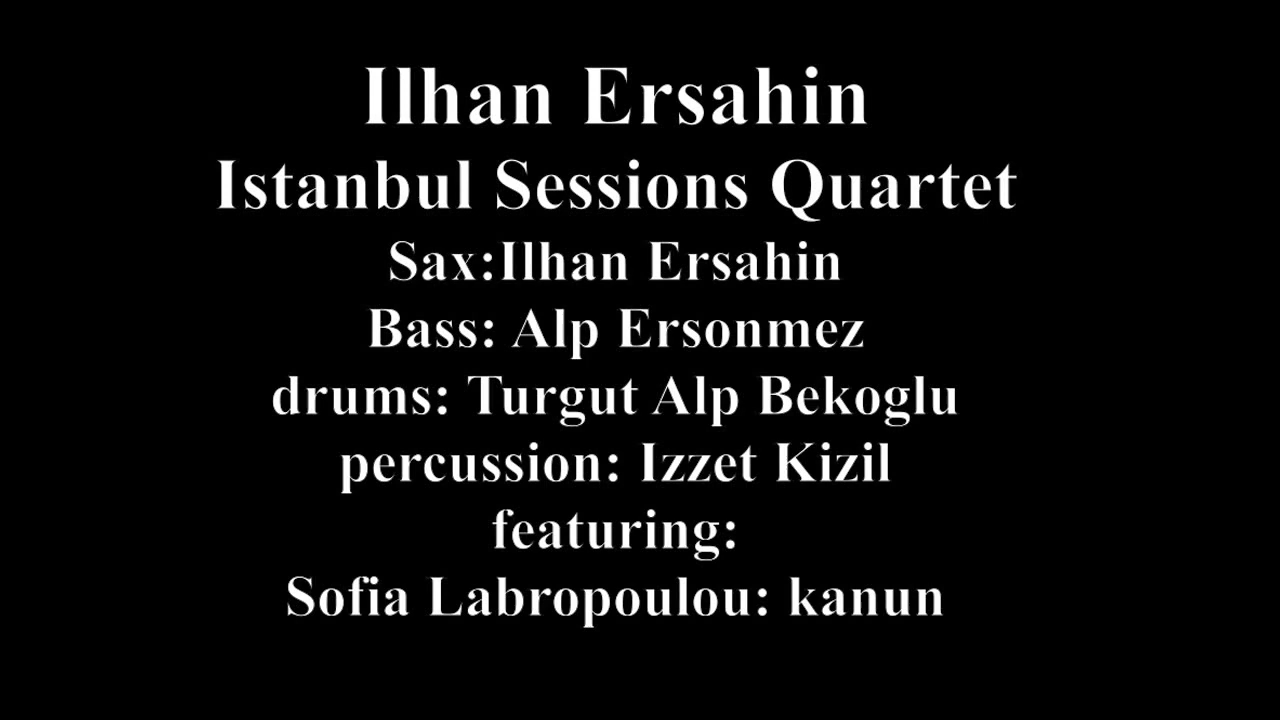 Ilhan Ersahin
Istanbul Sessions Quartet
Sax:Ilhan Ersahin
Bass: Alp Ersonmez
drums: Turgut Alp Bekoglu
percussion: Izzet Kizil
featuring:
Sofia Labropoulou: kanun